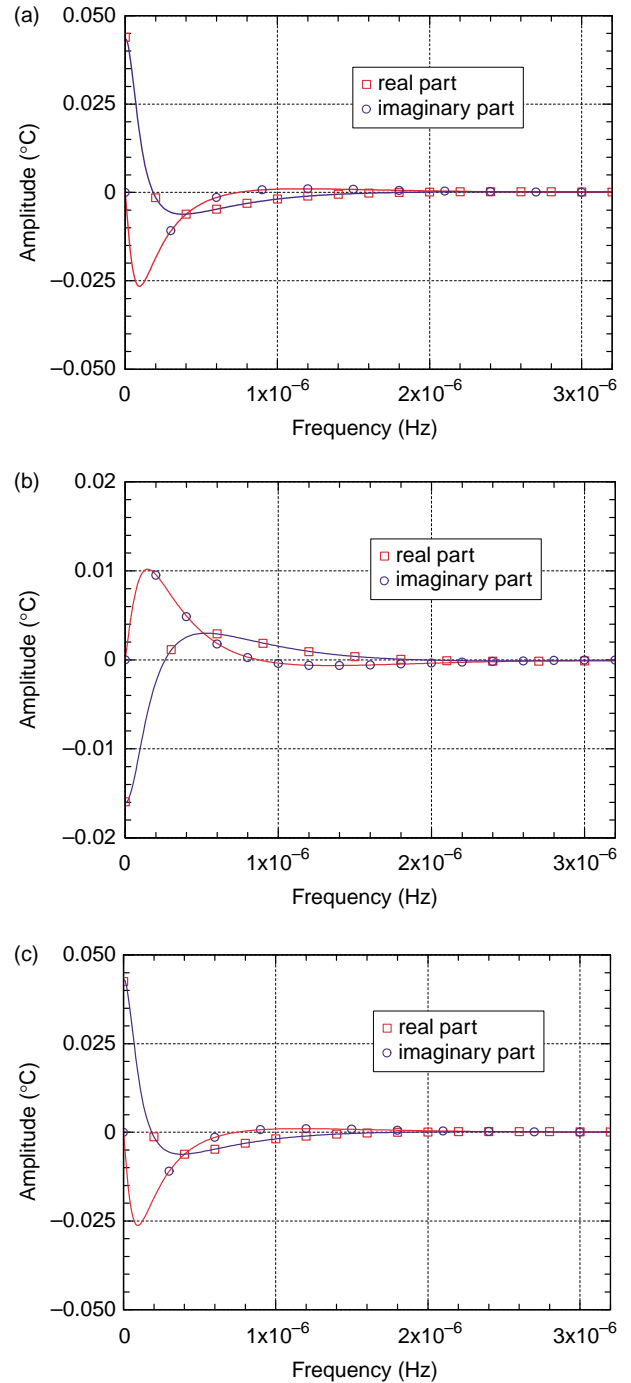 (a)
0.050
0.025
0
–0.025
–0.050
Amplitude (°C)
real part
imaginary part
0
1x10⁻⁶
2x10⁻⁶
3x10⁻⁶
Frequency (Hz)
(b)
0.02
0.01
0
–0.01
–0.02
Amplitude (°C)
real part
imaginary part
0
1x10⁻⁶
2x10⁻⁶
3x10⁻⁶
Frequency (Hz)
(c)
0.050
0.025
0
–0.025
–0.050
Amplitude (°C)
real part
imaginary part
0
1x10⁻⁶
2x10⁻⁶
3x10⁻⁶
Frequency (Hz)